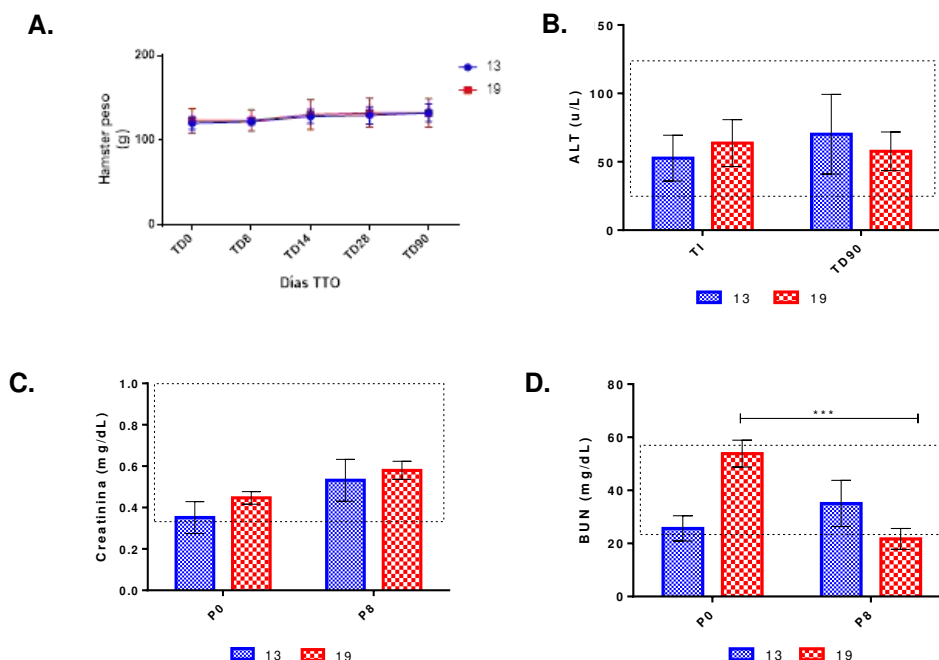 A.
200
100
0
Hamster peso
(g)
TD0
TD8
TD14
TD28
TD90
Días TTO
13
19
B.
50
100
50
0
ALT (u/L)
TI
TD90
13
19
C.
1.0
0.8
0.6
0.4
0.2
0.0
Creatinina (mg/dL)
P0
P8
13
19
D.
80
60
40
20
0
BUN (mg/dL)
***
P0
P8
13
19